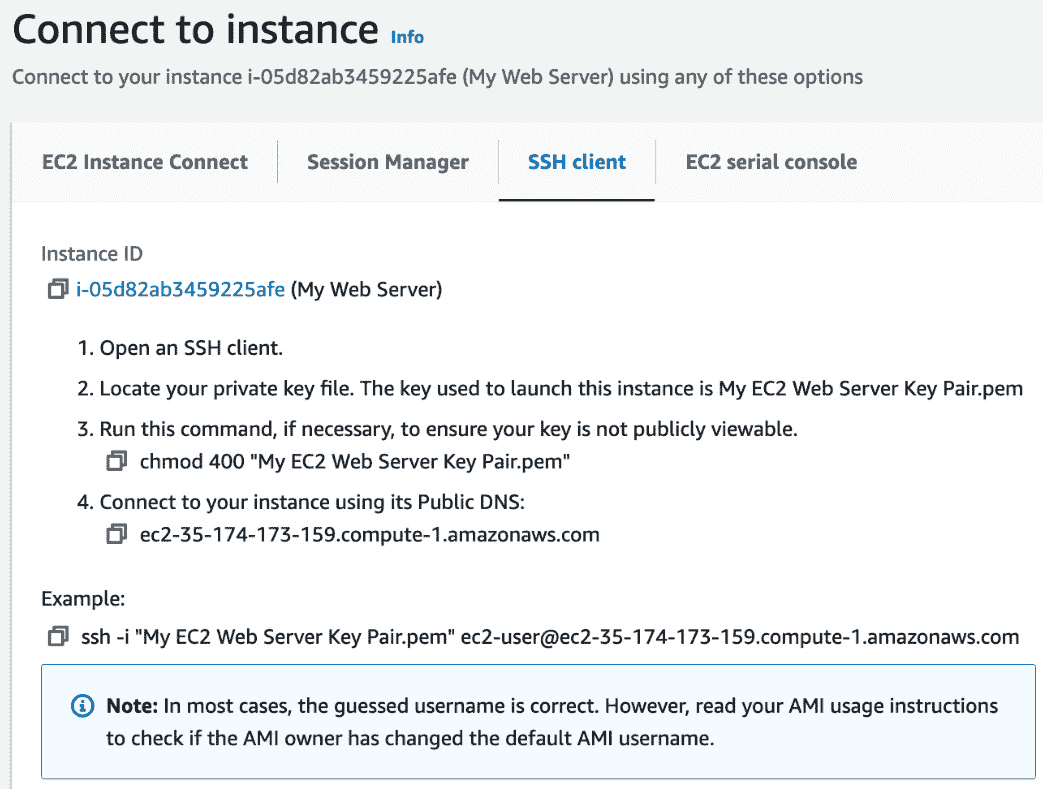 Connect to instance Info
Connect to your instance i-05d82ab3459225afe (My Web Server) using any of these options
EC2 Instance Connect
Session Manager
SSH client
EC2 serial console
Instance ID
i-05d82ab3459225afe (My Web Server)
1. Open an SSH client.
2. Locate your private key file. The key used to launch this instance is My EC2 Web Server Key Pair.pem
3. Run this command, if necessary, to ensure your key is not publicly viewable.
chmod 400 "My EC2 Web Server Key Pair.pem"
4. Connect to your instance using its Public DNS:
ec2-35-174-173-159.compute-1.amazonaws.com
Example:
ssh -i "My EC2 Web Server Key Pair.pem" ec2-user@ec2-35-174-173-159.compute-1.amazonaws.com
Note: In most cases, the guessed username is correct. However, read your AMI usage instructions
to check if the AMI owner has changed the default AMI username.